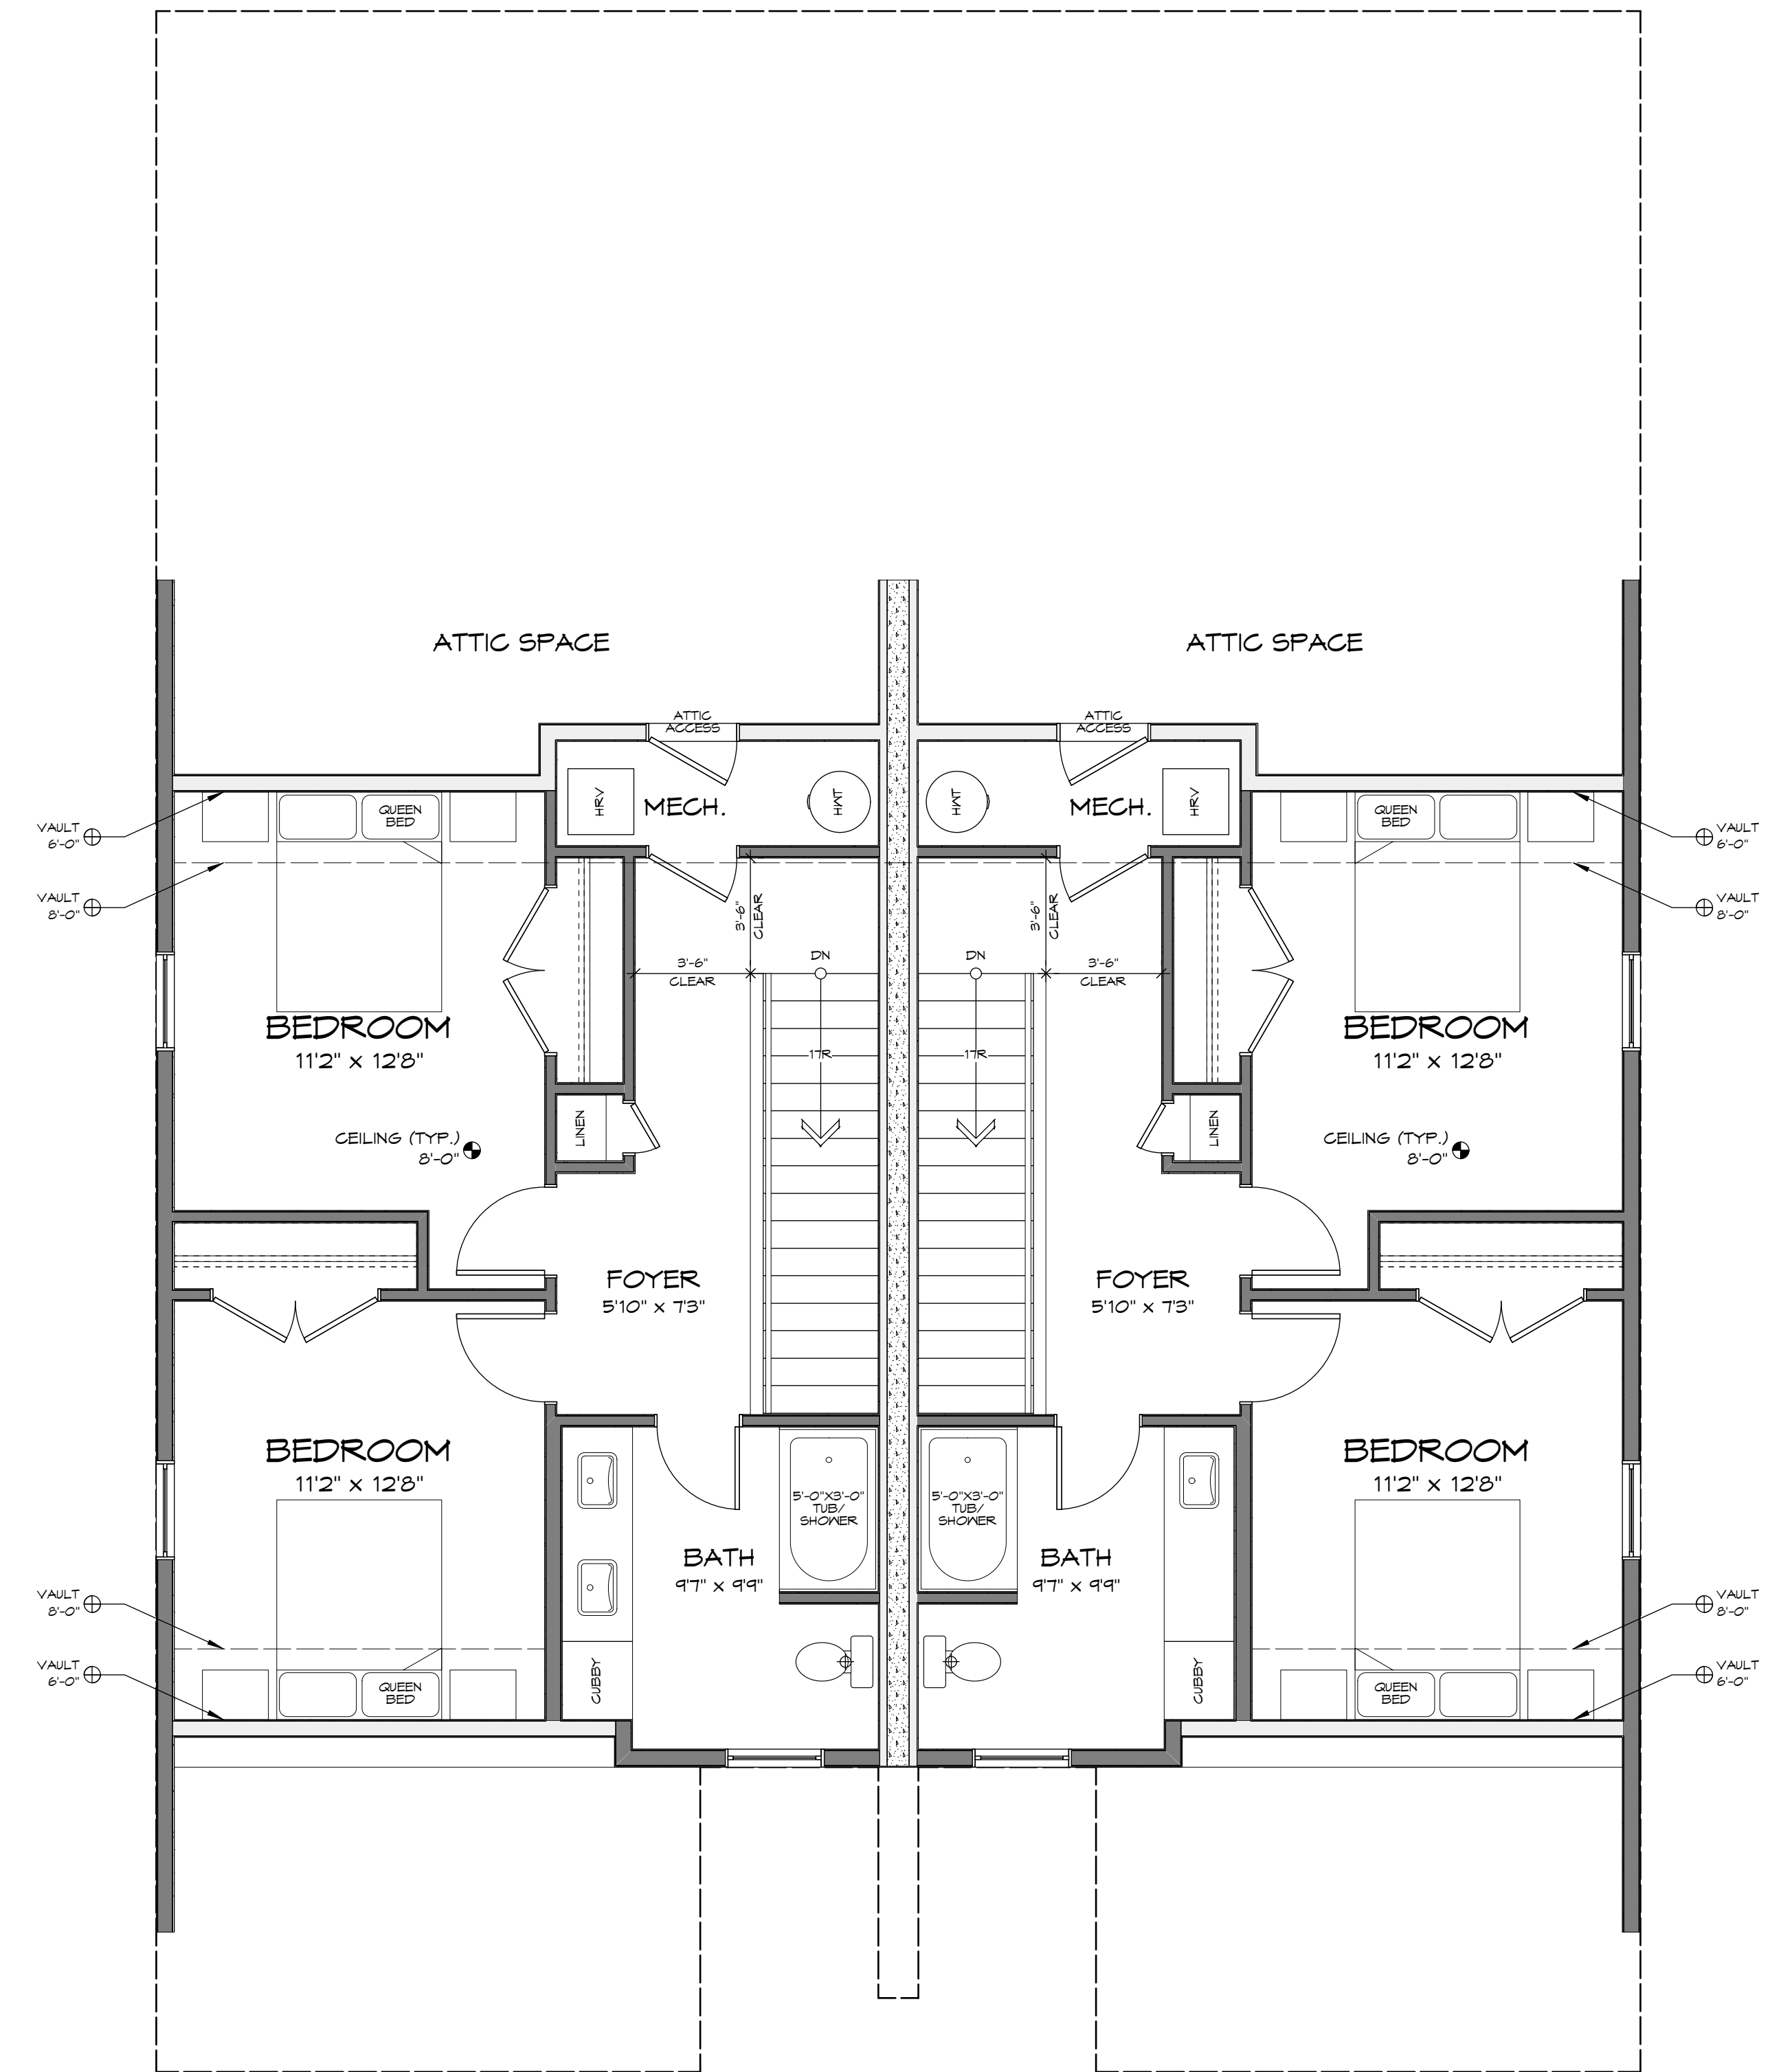 ATTIC SPACE
ATTIC SPACE
ATTIC
ACCESS
ATTIC
ACCESS
HRV
MECH.
HWT
HWT
MECH.
HRV
VAULT
6'-0"
QUEEN
BED
QUEEN
BED
VAULT
6'-0"
VAULT
8'-0"
3'-6"
CLEAR
3'-6"
CLEAR
VAULT
8'-0"
3'-6"
CLEAR
DN
DN
3'-6"
CLEAR
BEDROOM
11'2" x 12'8"
17R
17R
BEDROOM
11'2" x 12'8"
CEILING (TYP.)
8'-0"
LINEN
LINEN
CEILING (TYP.)
8'-0"
FOYER
5'10" x 7'3"
FOYER
5'10" x 7'3"
BEDROOM
11'2" x 12'8"
5'-0"X3'-0"
TUB/
SHOWER
5'-0"X3'-0"
TUB/
SHOWER
BEDROOM
11'2" x 12'8"
BATH
9'7" x 9'9"
BATH
9'7" x 9'9"
VAULT
8'-0"
VAULT
8'-0"
VAULT
6'-0"
QUEEN
BED
CUBBY
CUBBY
QUEEN
BED
VAULT
6'-0"